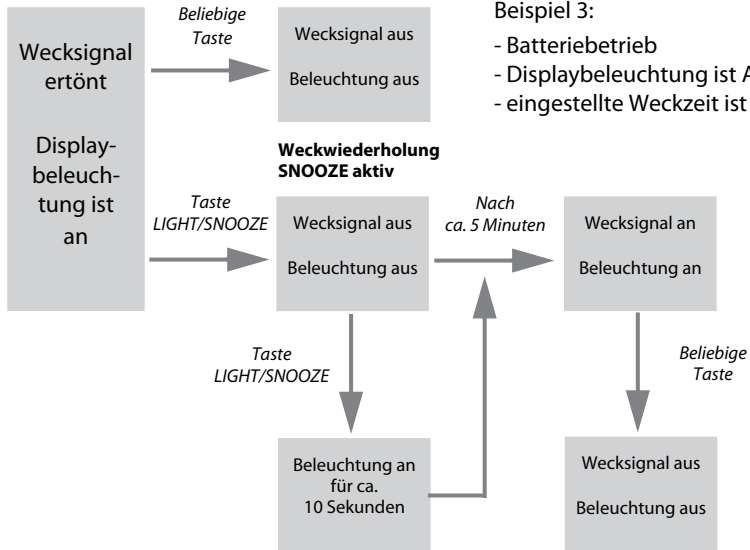 Beispiel 3:
- Batteriebetrieb
- Displaybeleuchtung ist
- eingestellte Weckzeit ist
Wecksignal
ertönt
Display-
beleuch-
tung ist
an
Beliebige
Taste
Wecksignal aus
Beleuchtung aus
Weckwiederholung
SNOOZE aktiv
Taste
LIGHT/SNOOZE
Wecksignal aus
Beleuchtung aus
Nach
ca. 5 Minuten
Wecksignal an
Beleuchtung an
Taste
LIGHT/SNOOZE
Beliebige
Taste
Beleuchtung an
für ca.
10 Sekunden
Wecksignal aus
Beleuchtung aus